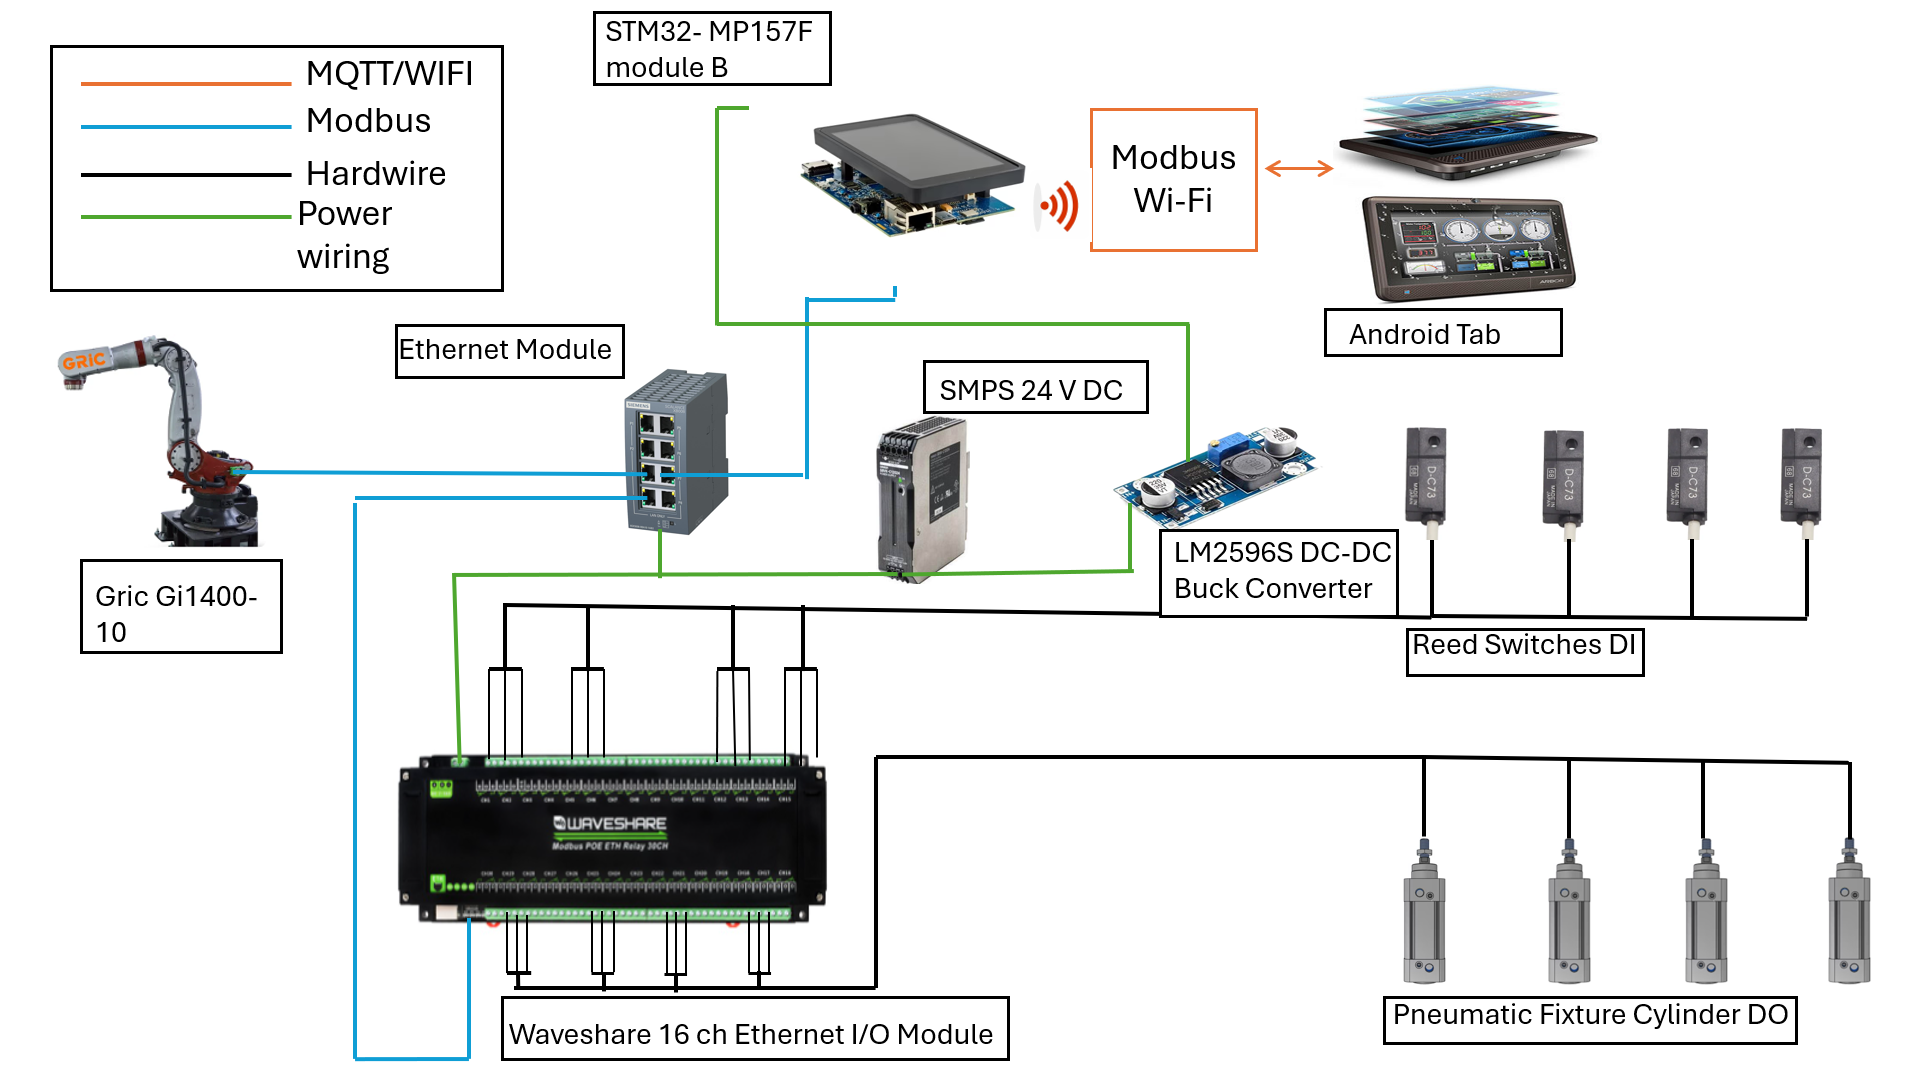 STM32- MP157F
module B
MQTT/WIFI
Modbus
Hardwire
Power
wiring
Modbus
Wi-Fi
ARBOR
Android Tab
GRiC
Ethernet Module
SIEMENS
SMPS 24 V DC
D-C73
D-C73
D-C73
D-C73
LM2596S DC-DC
Buck Converter
Gric Gi1400-
10
Reed Switches DI
WAVESHARE
Modbus POE ETH Relay 30CH
Pneumatic Fixture Cylinder DO
Waveshare 16 ch Ethernet I/O Module